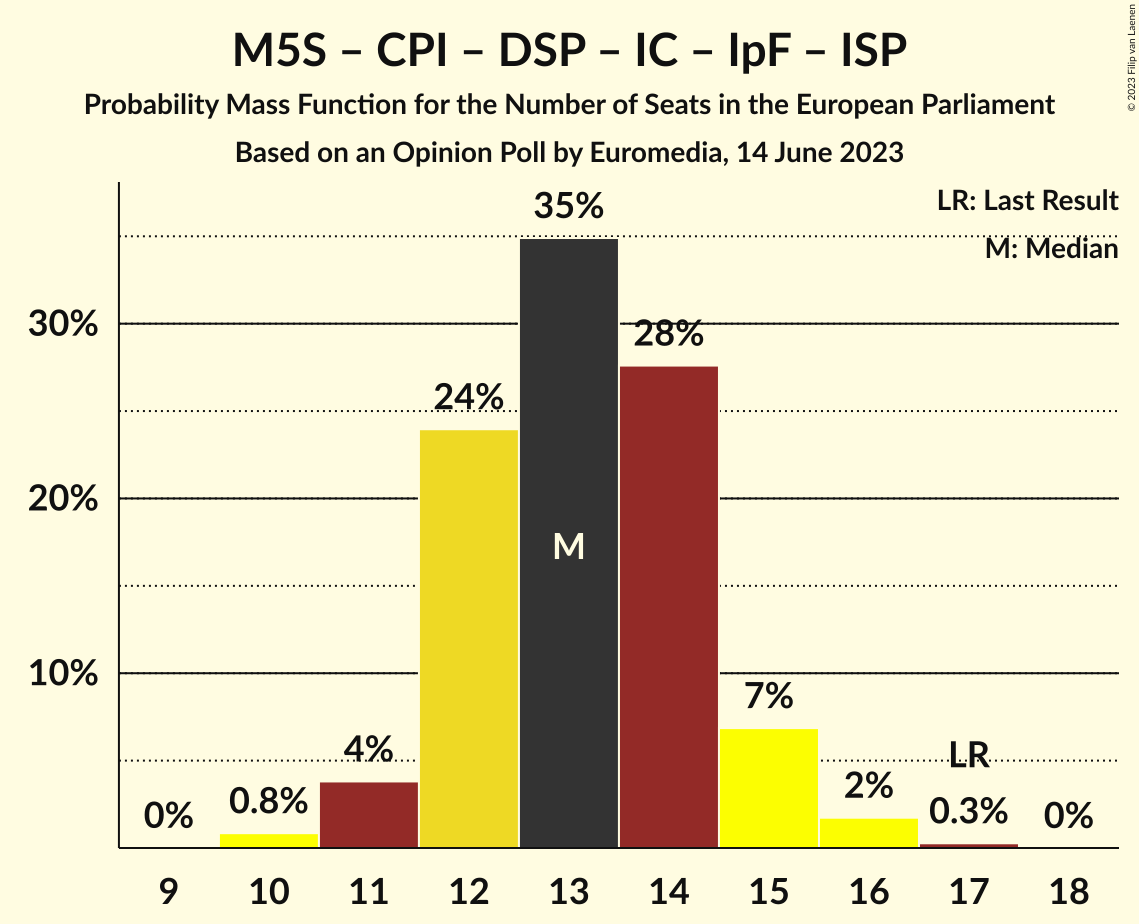 M5S – CPI – DSP – IC – IpF – ISP
Probability Mass Function for the Number of Seats in the European Parliament
Based on an Opinion Poll by Euromedia, 14 June 2023
© 2023 Filip van Laenen
LR: Last Result
M: Median
35%
30%
28%
24%
20%
M
10%
7%
4%
LR
2%
0%
0.8%
0.3%
0%
9 10 11 12 13 14 15 16 17 18